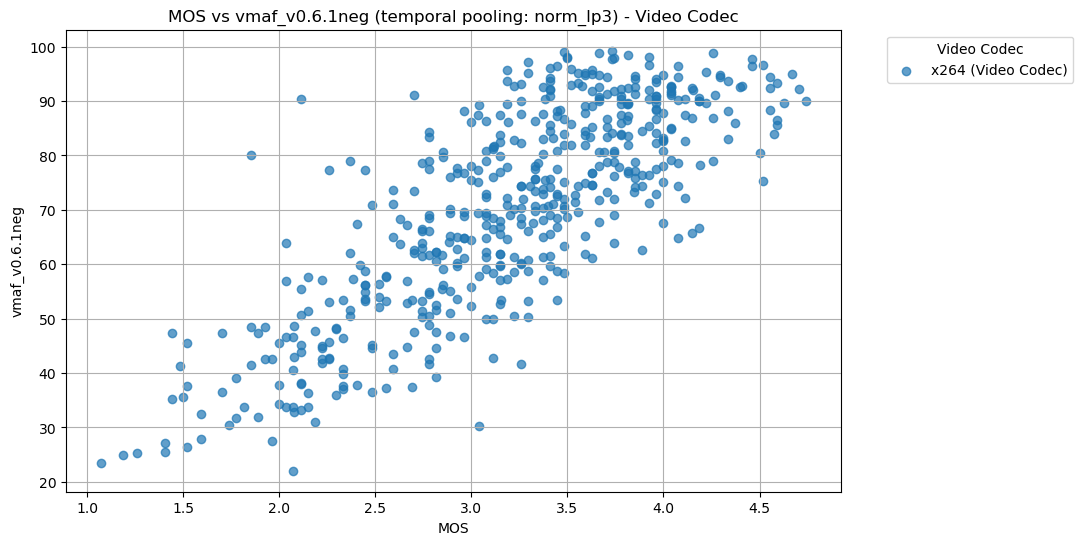 MOS vs vmaf_v0.6.1neg (temporal pooling: norm_lp3) - Video Codec
Video Codec
x264 (Video Codec)
vmaf_v0.6.1neg
100
90
80
70
60
50
40
30
20
1.0 1.5 2.0 2.5 3.0 3.5 4.0 4.5
MOS